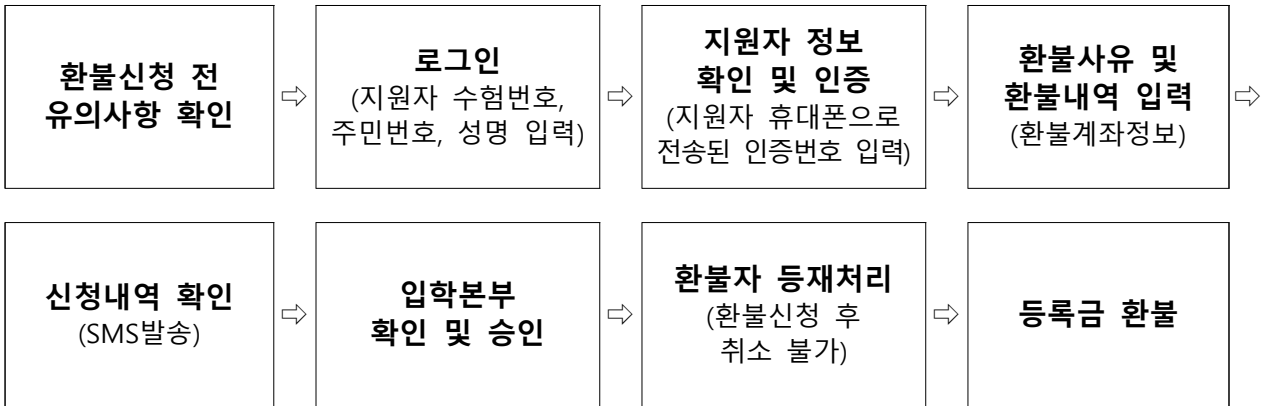 환불신청 전
유의사항 확인
⇨
로그인
(지원자 수험번호,
주민번호, 성명 입력)
⇨
지원자 정보
확인 및 인증
(지원자 휴대폰으로
전송된 인증번호 입력)
⇨
환불사유 및
환불내역 입력
(환불계좌정보)
⇨
신청내역 확인
(SMS발송)
⇨
입학본부
확인 및 승인
⇨
환불자 등재처리
(환불신청 후
취소 불가)
⇨
등록금 환불